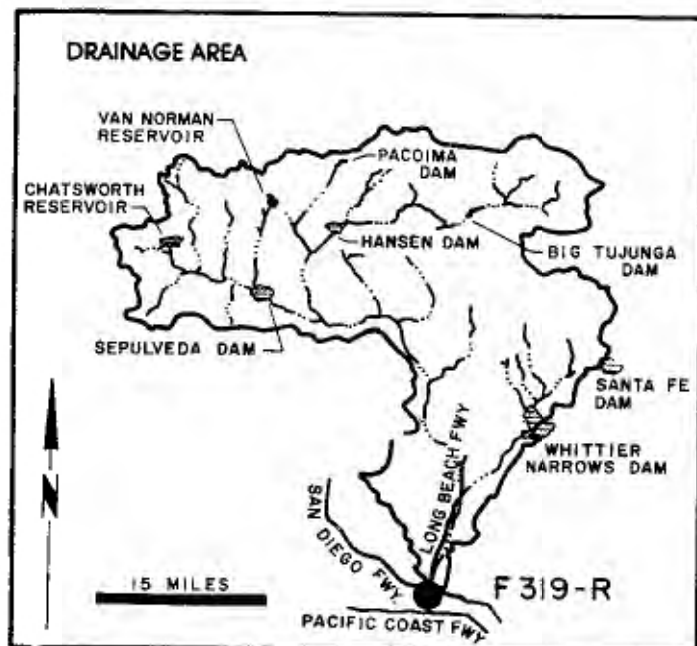 DRAINAGE AREA
VAN NORMAN
RESERVOIR
PACOIMA
DAM
CHATSWORTH
RESERVOIR
HANSEN DAM
BIG TUJUNGA
DAM
SEPULVEDA DAM
SANTA FE
DAM
WHITTIER
NARROWS DAM
LONG BEACH FWY
SAN DIEGO FWY.
N
15 MILES
F 319-R
PACIFIC COAST FWY